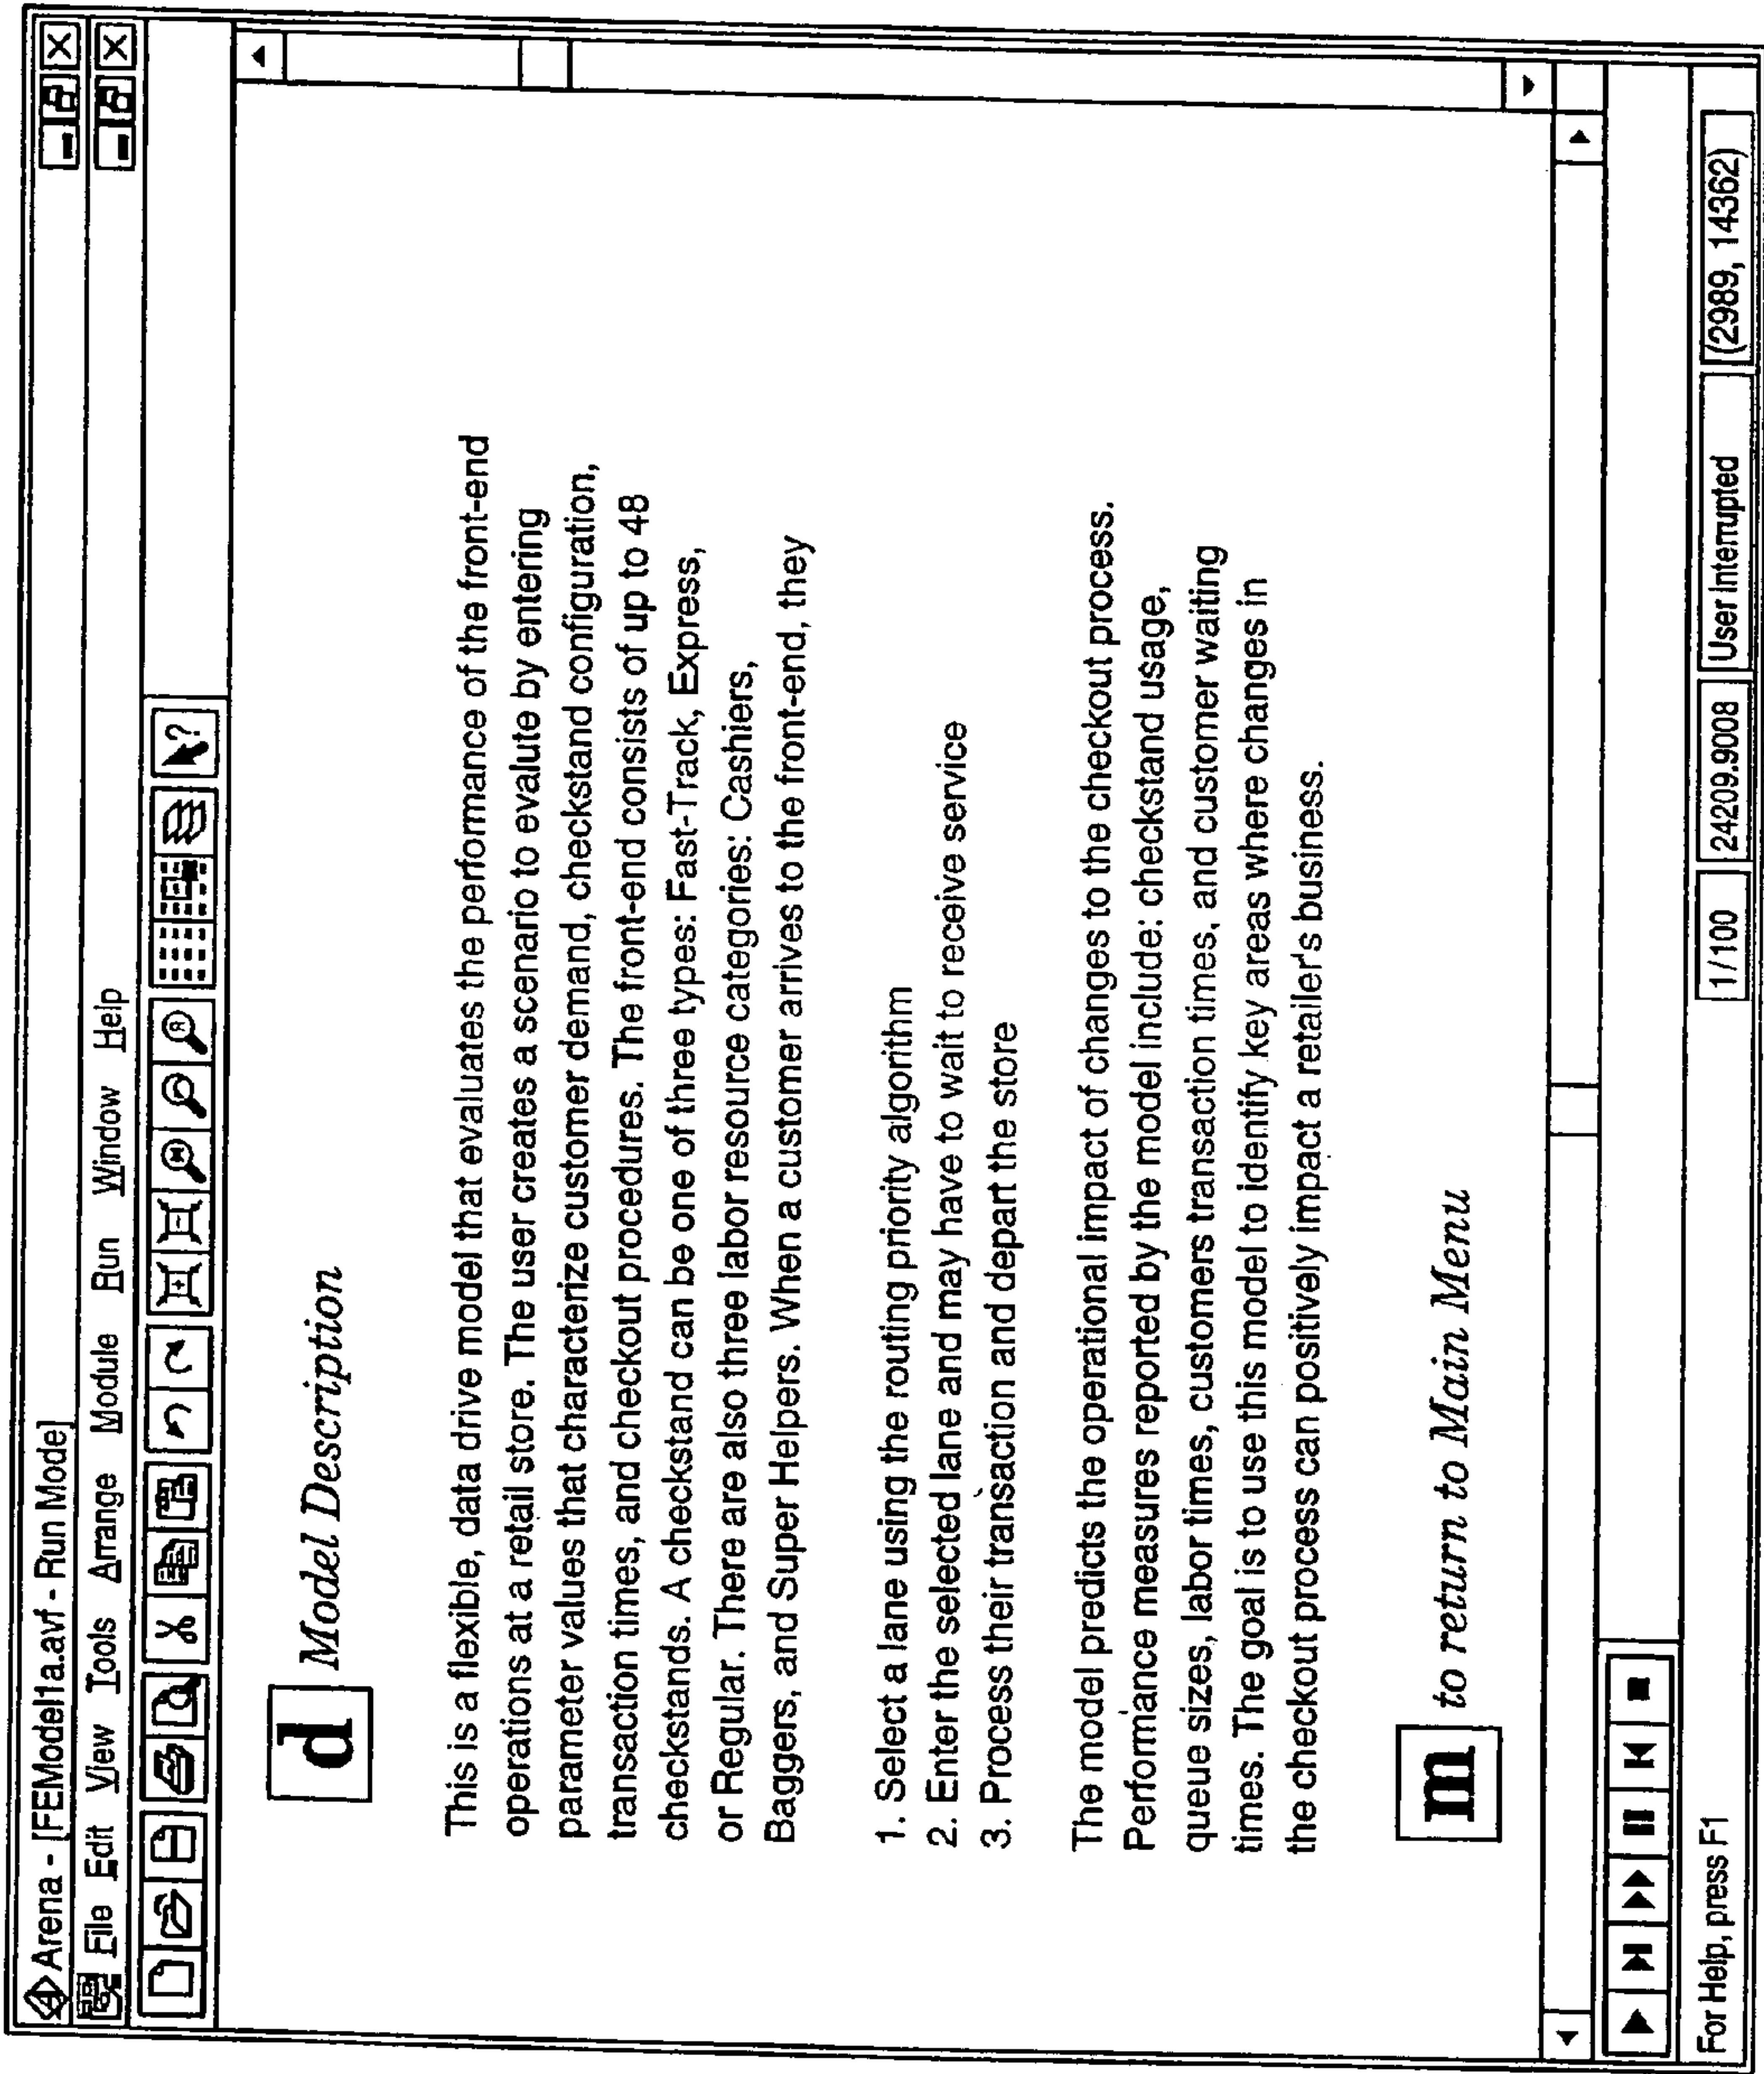 Arena - [FEModel1a.avf - Run Mode]
File Edit View Tools Arrange Module Run Window Help
d Model Description
This is a flexible, data drive model that evaluates the performance of the front-end
operations at a retail store. The user creates a scenario to evalute by entering
parameter values that characterize customer demand, checkstand configuration,
transaction times, and checkout procedures. The front-end consists of up to 48
checkstands. A checkstand can be one of three types: Fast-Track, Express,
or Regular. There are also three labor resource categories: Cashiers,
Baggers, and Super Helpers. When a customer arrives to the front-end, they
1. Select a lane using the routing priority algorithm
2. Enter the selected lane and may have to wait to receive service
3. Process their transaction and depart the store
The model predicts the operational impact of changes to the checkout process.
Performance measures reported by the model include: checkstand usage,
queue sizes, labor times, customers transaction times, and customer waiting
times. The goal is to use this model to identify key areas where changes in
the checkout process can positively impact a retailer's business.
m to return to Main Menu
For Help, press F1 1/100 24209.9008 User Interrupted (2989, 14362)